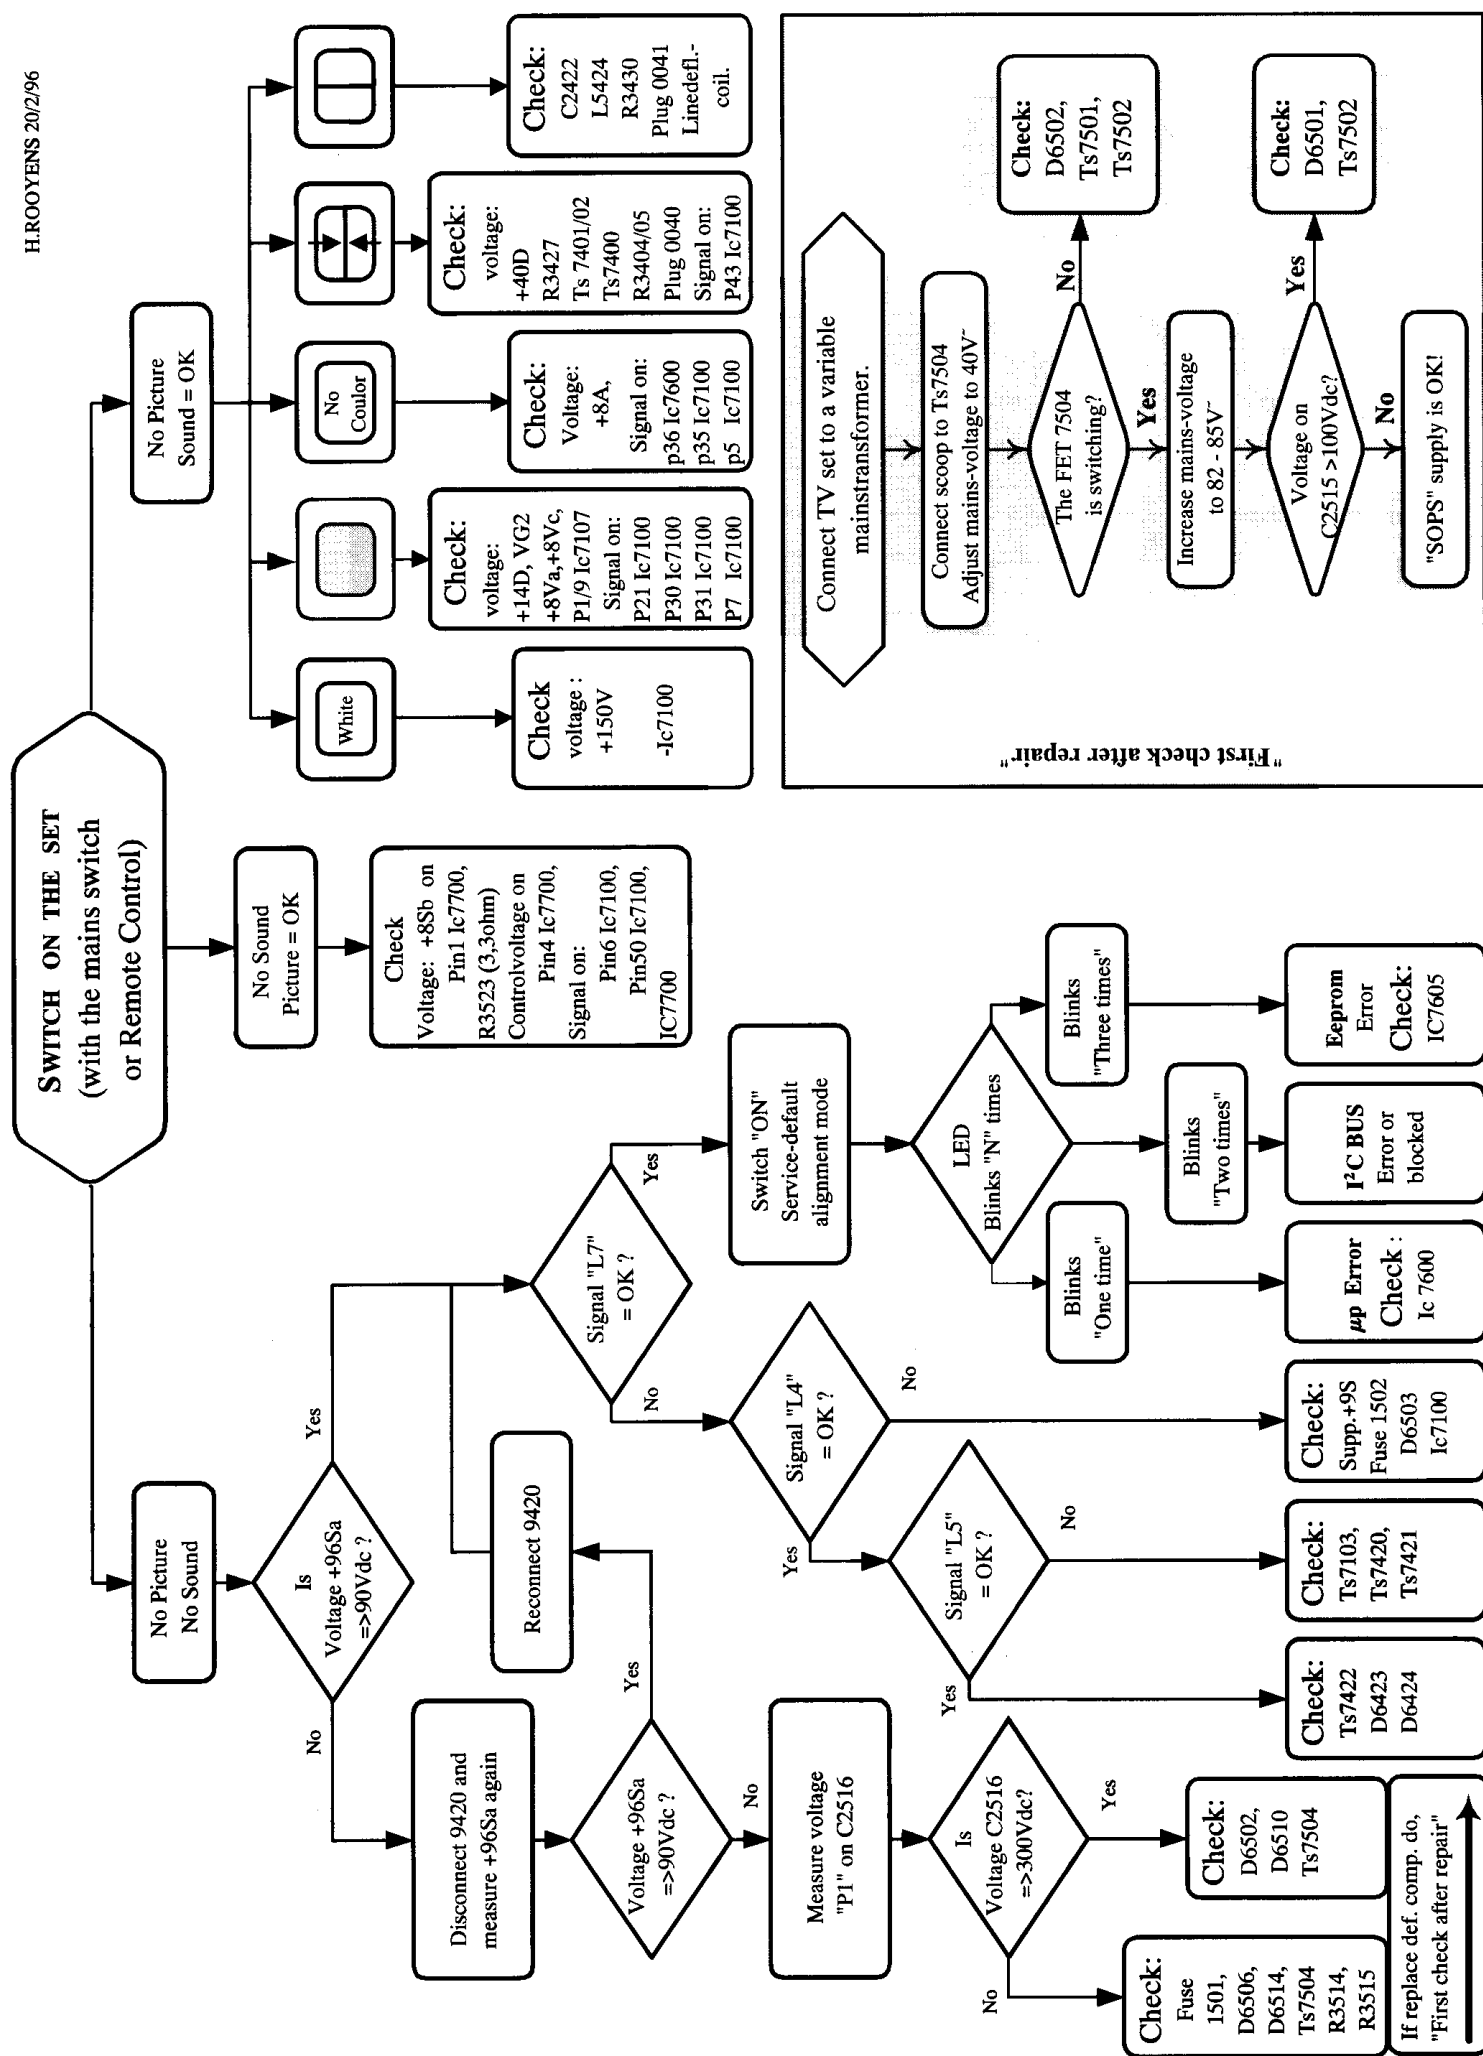 H.ROOYENS 20/2/96
SWITCH ON THE SET
(with the mains switch
or Remote Control)
No Picture
No Sound
Is
Voltage +96Sa
=>90Vdc ?
No
Yes
Disconnect 9420 and
measure +96Sa again
Voltage +96Sa
=>90Vdc ?
Yes
No
Reconnect 9420
Measure voltage
"P1" on C2516
Is
Voltage C2516
=>300Vdc?
No
Yes
Check:
Fuse
1501,
D6506,
D6514,
Ts7504
R3514,
R3515
Check:
D6502,
D6510
Ts7504
If replace def. comp. do,
"First check after repair"
Signal "L7"
= OK ?
No
Yes
Signal "L4"
= OK ?
Yes
No
Signal "L5"
= OK ?
Yes
No
Check:
Ts7422
D6423
D6424
Check:
Ts7103,
Ts7420,
Ts7421
Check:
Supp.+9S
Fuse 1502
D6503
Ic7100
Switch "ON"
Service-default
alignment mode
LED
Blinks "N" times
Blinks
"One time"
Blinks
"Two times"
Blinks
"Three times"
μp Error
Check :
Ic 7600
I²C BUS
Error or
blocked
Eeprom
Error
Check:
IC7605
No Sound
Picture = OK
Check
Voltage: +8Sb on
Pin1 Ic7700,
R3523 (3,3ohm)
Controlvoltage on
Pin4 Ic7700,
Signal on:
Pin6 Ic7100,
Pin50 Ic7100,
IC7700
No Picture
Sound = OK
White
Check
voltage :
+150V
-Ic7100
Check:
voltage:
+14D, VG2
+8Va,+8Vc,
P1/9 Ic7107
Signal on:
P21 Ic7100
P30 Ic7100
P31 Ic7100
P7 Ic7100
No
Coulor
Check:
Voltage:
+8A,
Signal on:
p36 Ic7600
p35 Ic7100
p5 Ic7100
Check:
voltage:
+40D
R3427
Ts 7401/02
Ts7400
R3404/05
Plug 0040
Signal on:
P43 Ic7100
Check:
C2422
L5424
R3430
Plug 0041
Linedefl.-
coil.
"First check after repair"
Connect TV set to a variable
mainstransformer.
Connect scoop to Ts7504
Adjust mains-voltage to 40V~
The FET 7504
is switching?
No
Yes
Check:
D6502,
Ts7501,
Ts7502
Increase mains-voltage
to 82 - 85V~
Voltage on
C2515 >100Vdc?
Yes
No
Check:
D6501,
Ts7502
"SOPS" supply is OK!